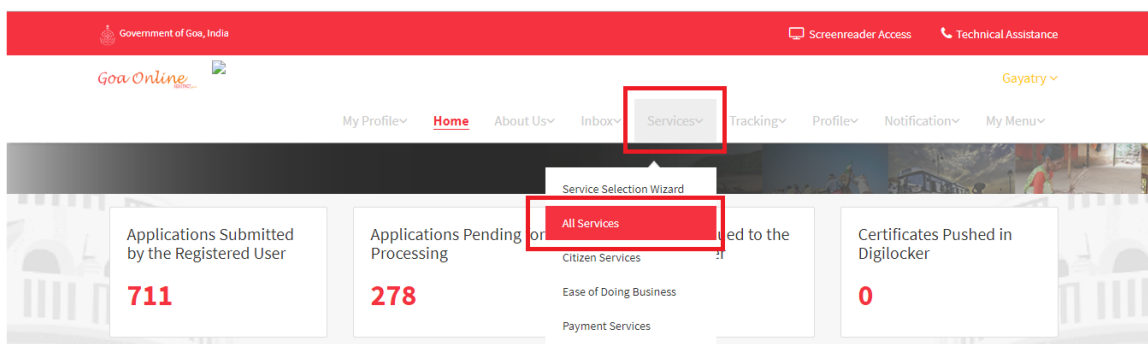 Government of Goa, India
Screenreader Access
Technical Assistance
Goa Online
Gayatry
My Profile
Home
About Us
Inbox
Services
Tracking
Profile
Notification
My Menu
Service Selection Wizard
All Services
Citizen Services
Ease of Doing Business
Payment Services
Applications Submitted
by the Registered User
711
Applications Pending for
Processing
278
ued to the
Certificates Pushed in
Digilocker
0